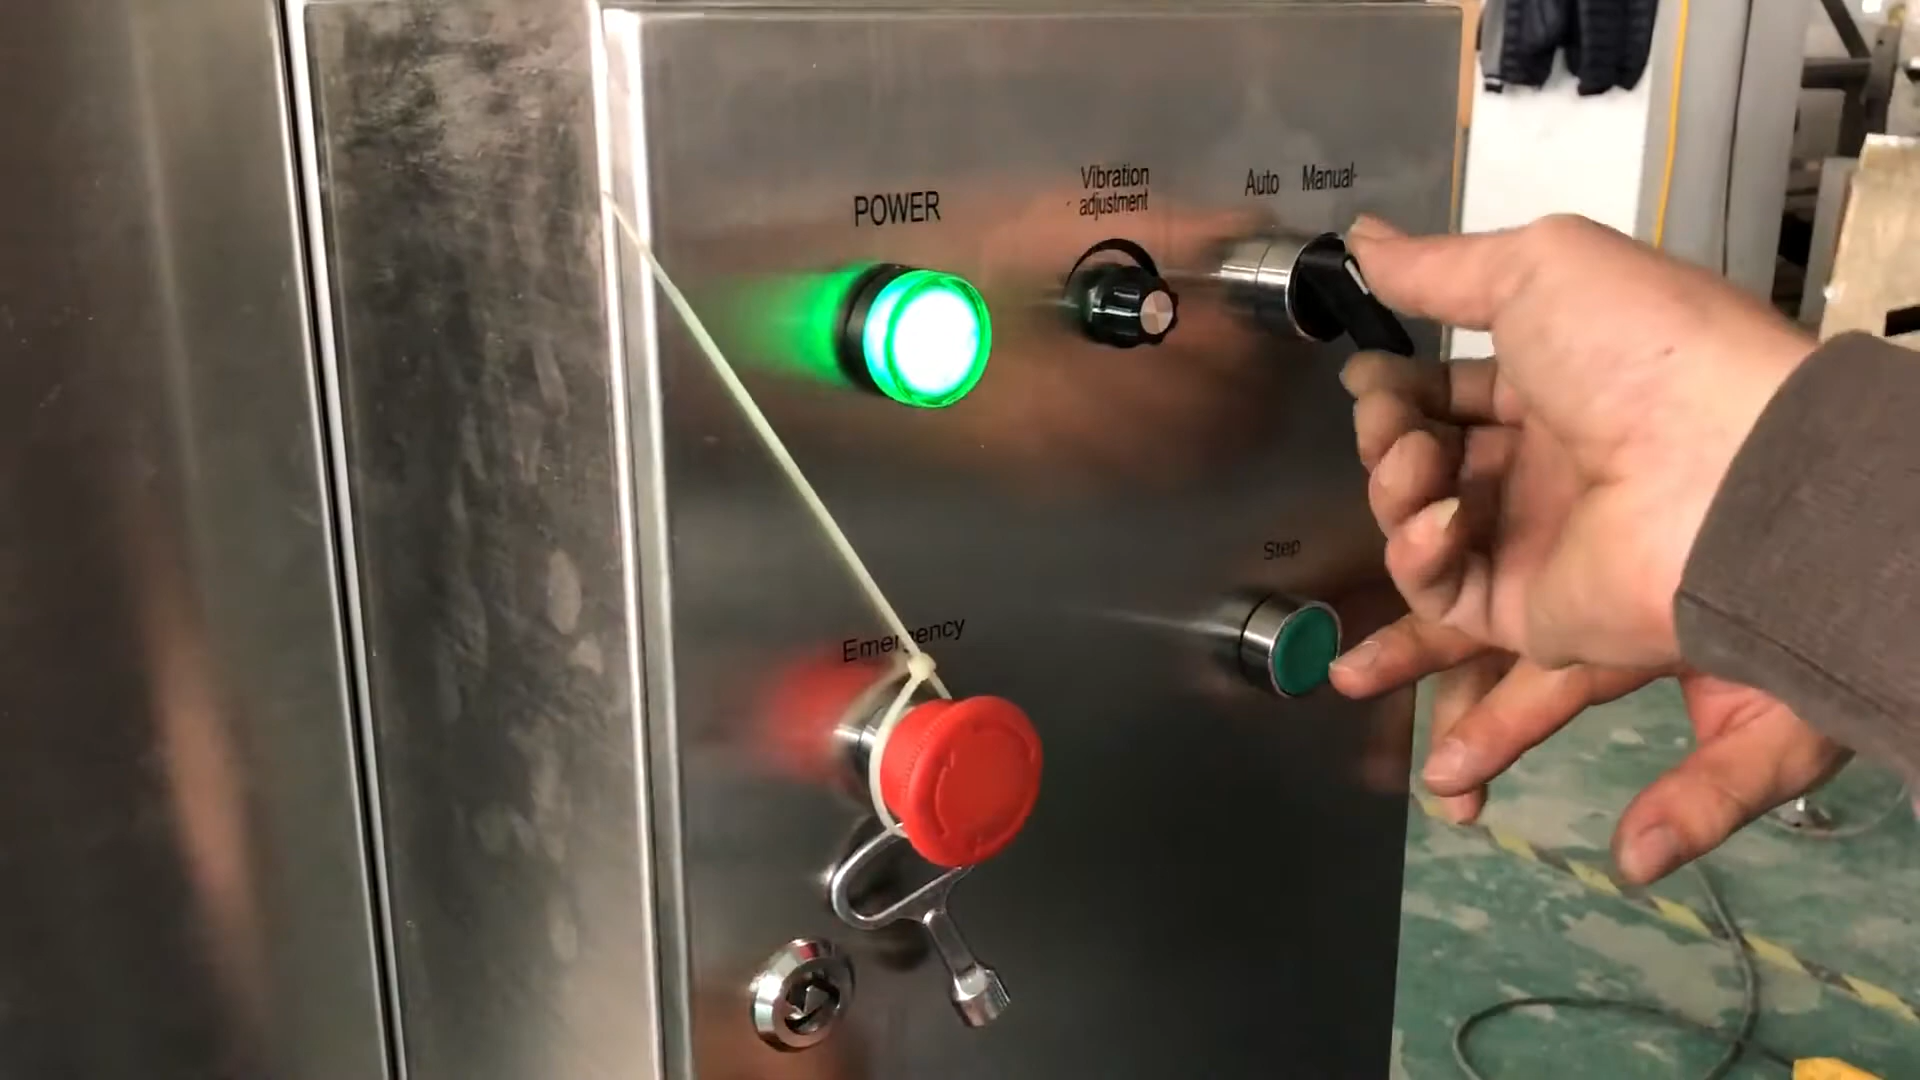 POWER
Vibration
adjustment
Auto Manual
Step
Emergency